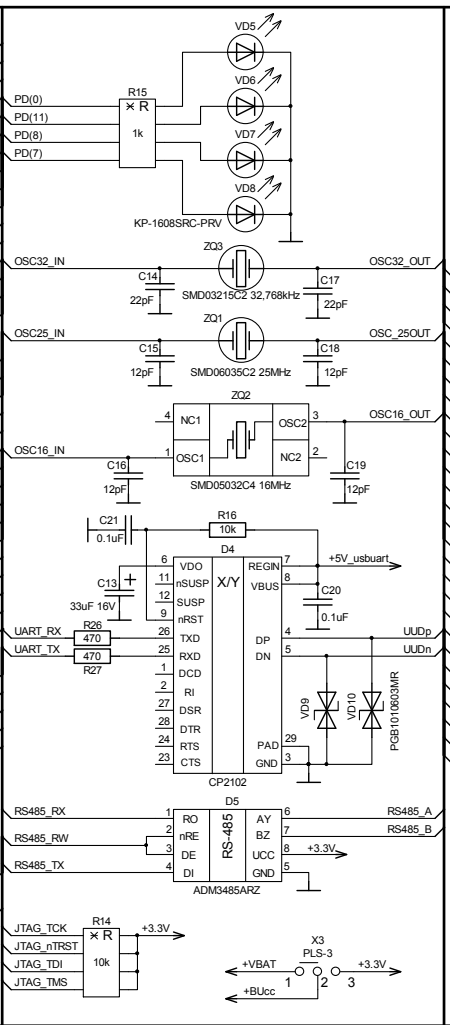 VD5
R15
PD(0)
× R
VD6
PD(11)
PD(8)
1k
VD7
PD(7)
VD8
KP-1608SRC-PRV
ZQ3
OSC32_IN
OSC32_OUT
C14
C17
22pF
SMD03215C2 32,768kHz
22pF
ZQ1
OSC25_IN
OSC_25OUT
C15
C18
12pF
SMD06035C2 25MHz
12pF
ZQ2
4
NC1
OSC2
3
OSC16_OUT
OSC16_IN
1
OSC1
NC2
2
C16
C19
12pF
SMD05032C4 16MHz
12pF
C21
R16
0.1uF
10k
D4
6
VDO
X/Y
REGIN
7
+5V_usbuart
C13
+
11
nSUSP
VBUS
8
33uF 16V
12
SUSP
C20
9
nRST
0.1uF
UART_RX
R26
470
26
TXD
DP
4
UUDp
UART_TX
470
R27
25
RXD
DN
5
UUDn
1
DCD
2
RI
27
DSR
VD9
VD10
PGB1010603MR
28
DTR
24
RTS
PAD
29
23
CTS
GND
3
CP2102
D5
RS485_RX
1
RO
RS-485
AY
6
RS485_A
RS485_RW
2
nRE
BZ
7
RS485_B
3
DE
UCC
8
+3.3V
RS485_TX
4
DI
GND
5
ADM3485ARZ
R14
JTAG_TCK
× R
+3.3V
JTAG_nTRST
JTAG_TDI
10k
JTAG_TMS
X3
PLS-3
+VBAT
+3.3V
1
2
3
+BUcc